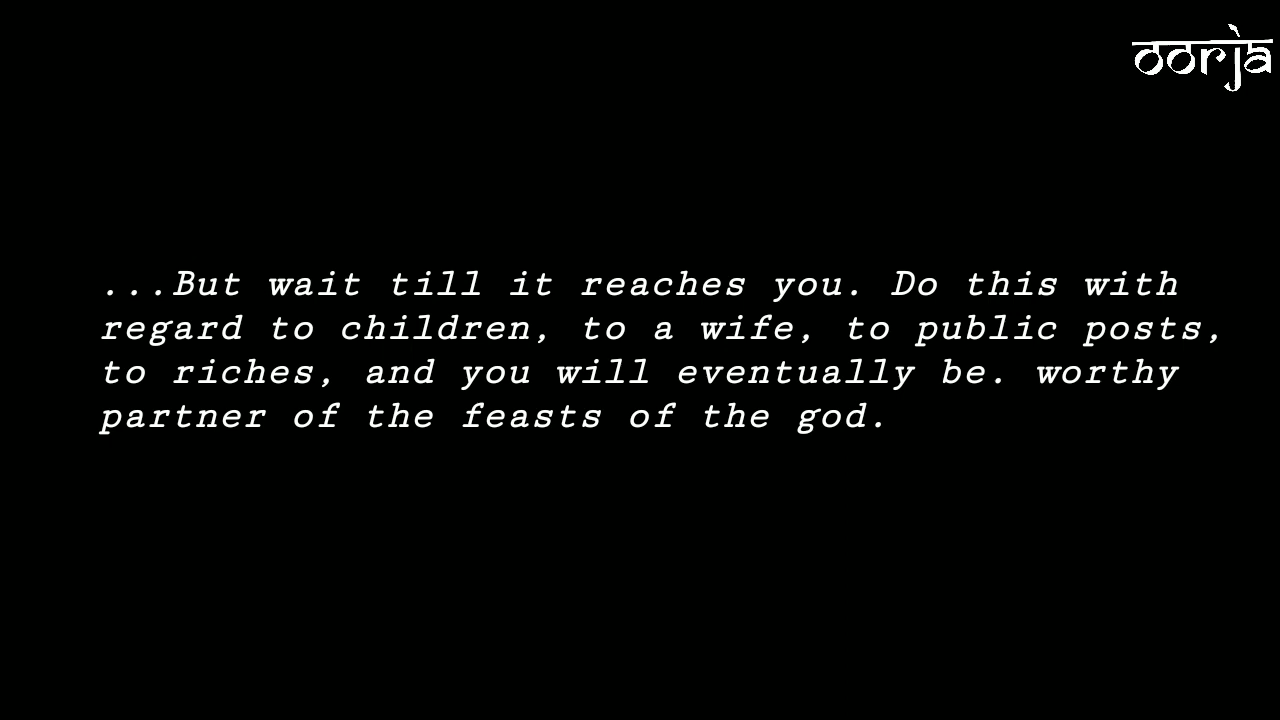 oorja
...But wait till it reaches you. Do this with
regard to children, to a wife, to public posts,
to riches, and you will eventually be. worthy
partner of the feasts of the god.